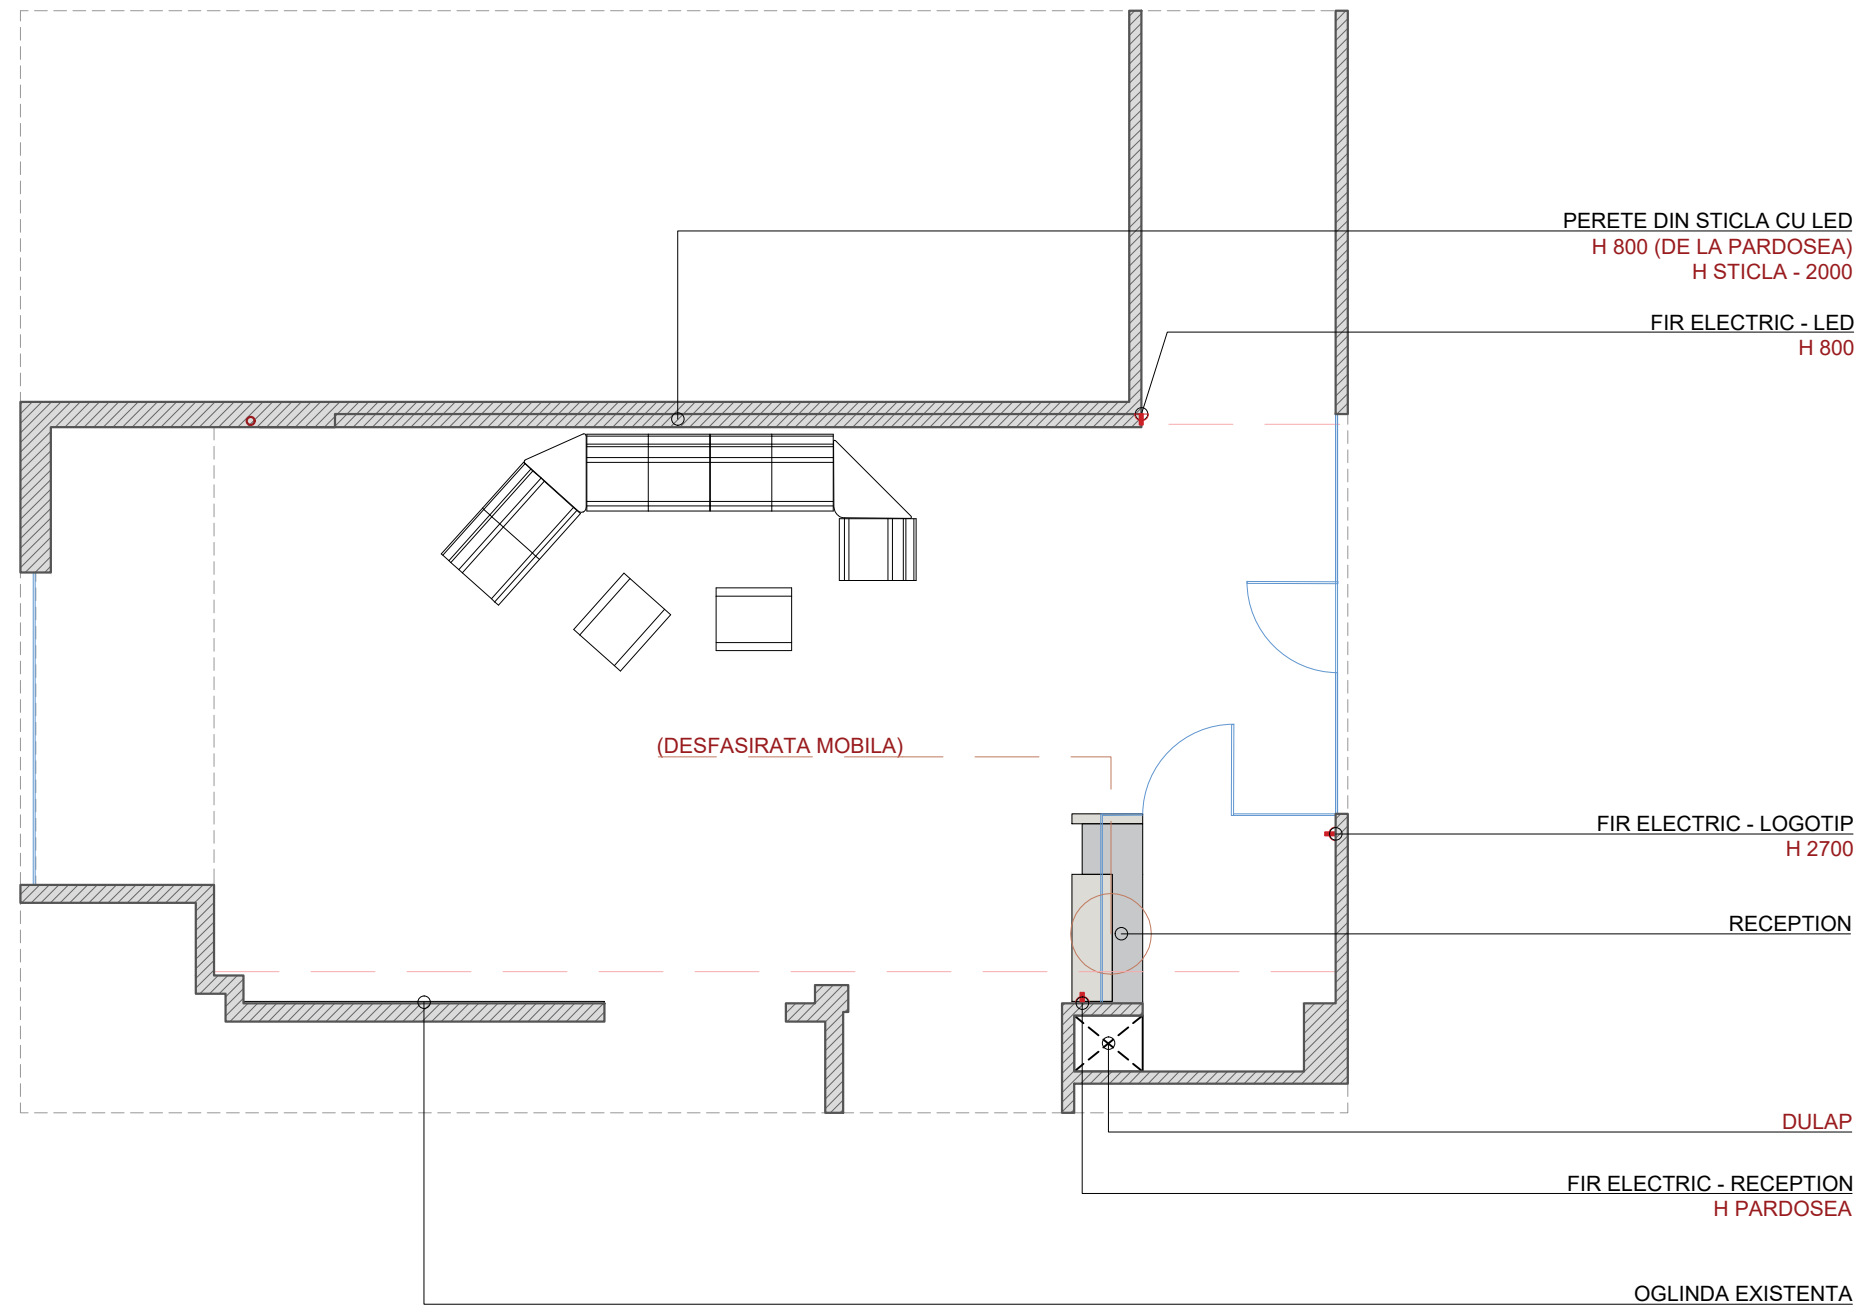 PERETE DIN STICLA CU LED
H 800 (DE LA PARDOSEA)
H STICLA - 2000
FIR ELECTRIC - LED
H 800
(DESFASIRATA MOBILA)
FIR ELECTRIC - LOGOTIP
H 2700
RECEPTION
DULAP
FIR ELECTRIC - RECEPTION
H PARDOSEA
OGLINDA EXISTENTA